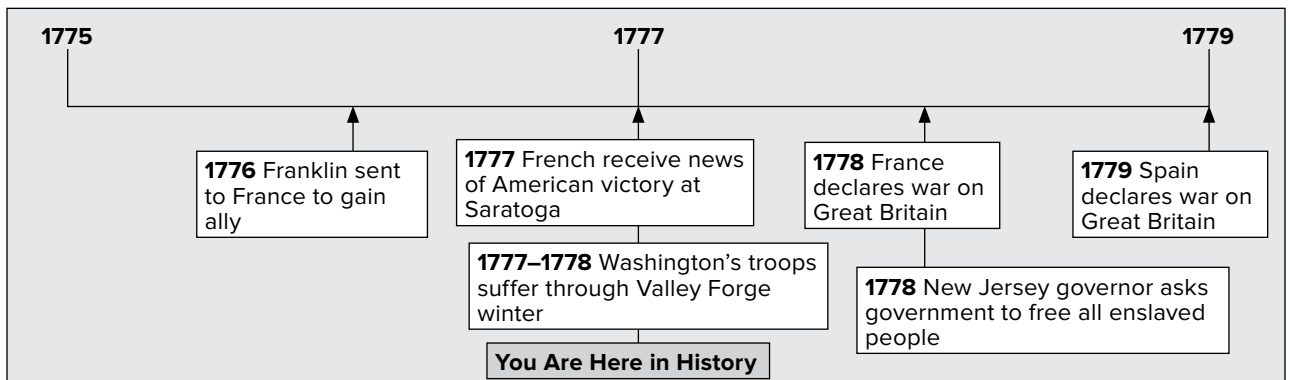 1775
1777
1779
1776 Franklin sent
to France to gain
ally
1777 French receive news
of American victory at
Saratoga
1777–1778 Washington's troops
suffer through Valley Forge
winter
You Are Here in History
1778 France
declares war on
Great Britain
1778 New Jersey governor asks
government to free all enslaved
people
1779 Spain
declares war on
Great Britain